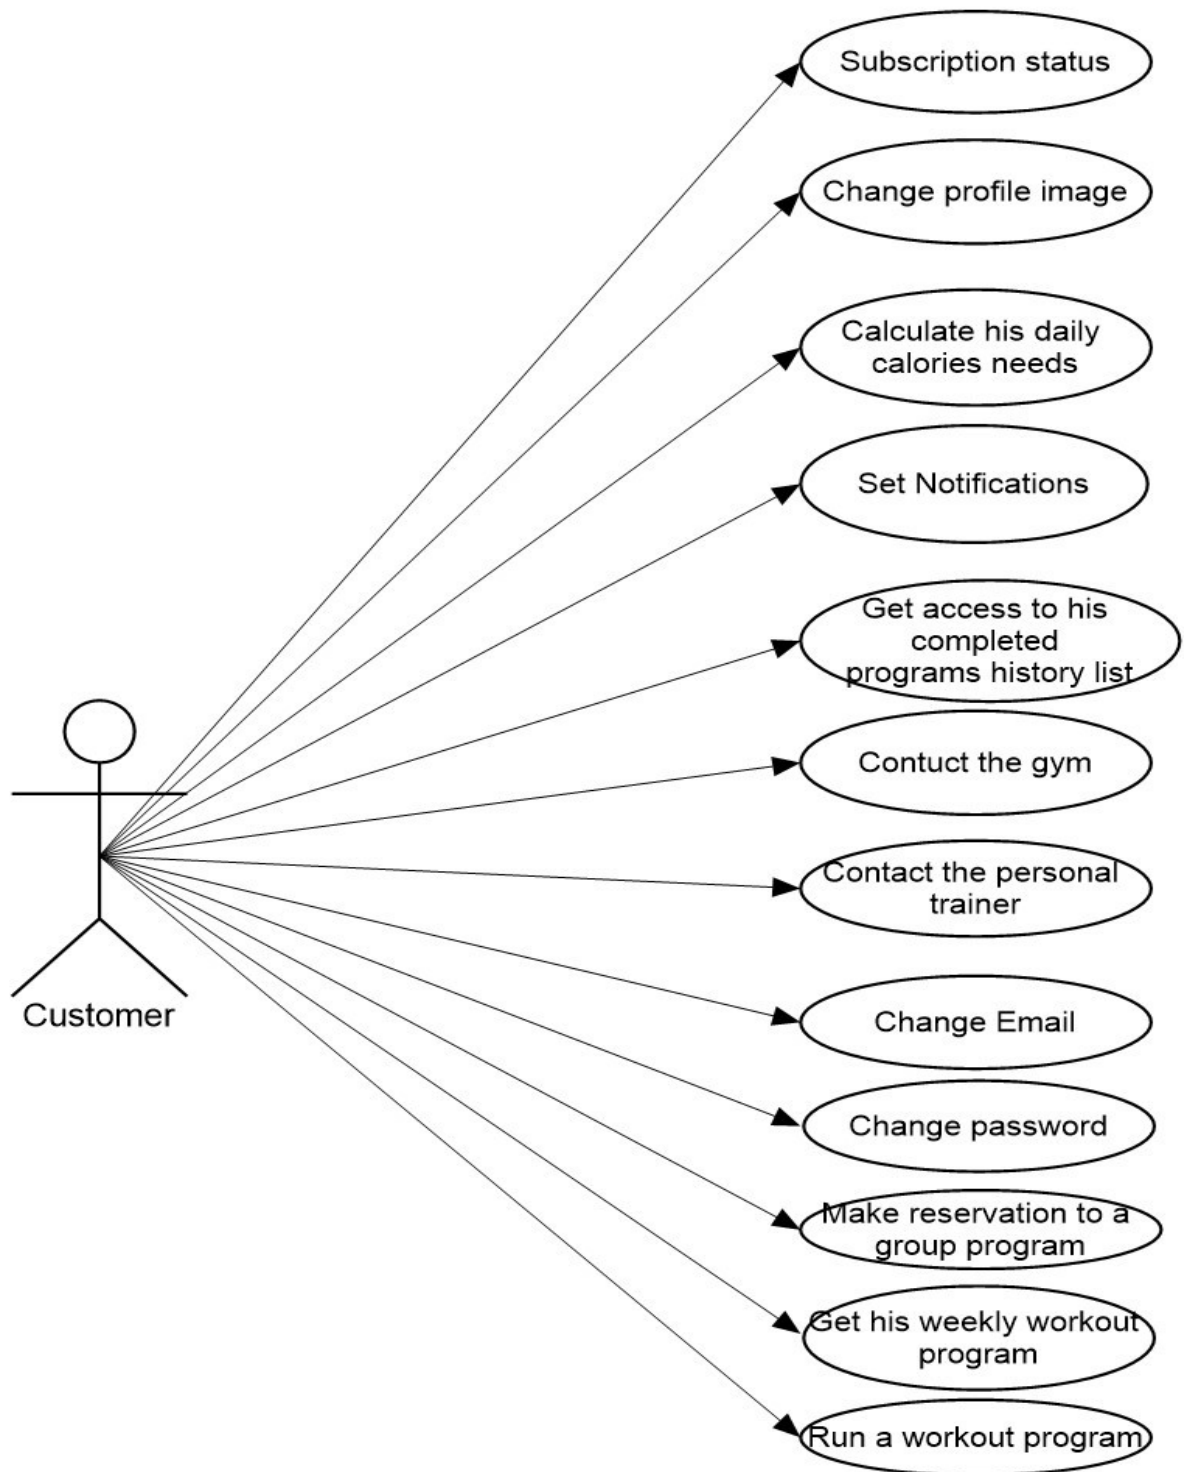 Subscription status
Change profile image
Calculate his daily
calories needs
Set Notifications
Get access to his
completed
programs history list
Contuct the gym
Contact the personal
trainer
Customer
Change Email
Change password
Make reservation to a
group program
Get his weekly workout
program
Run a workout program